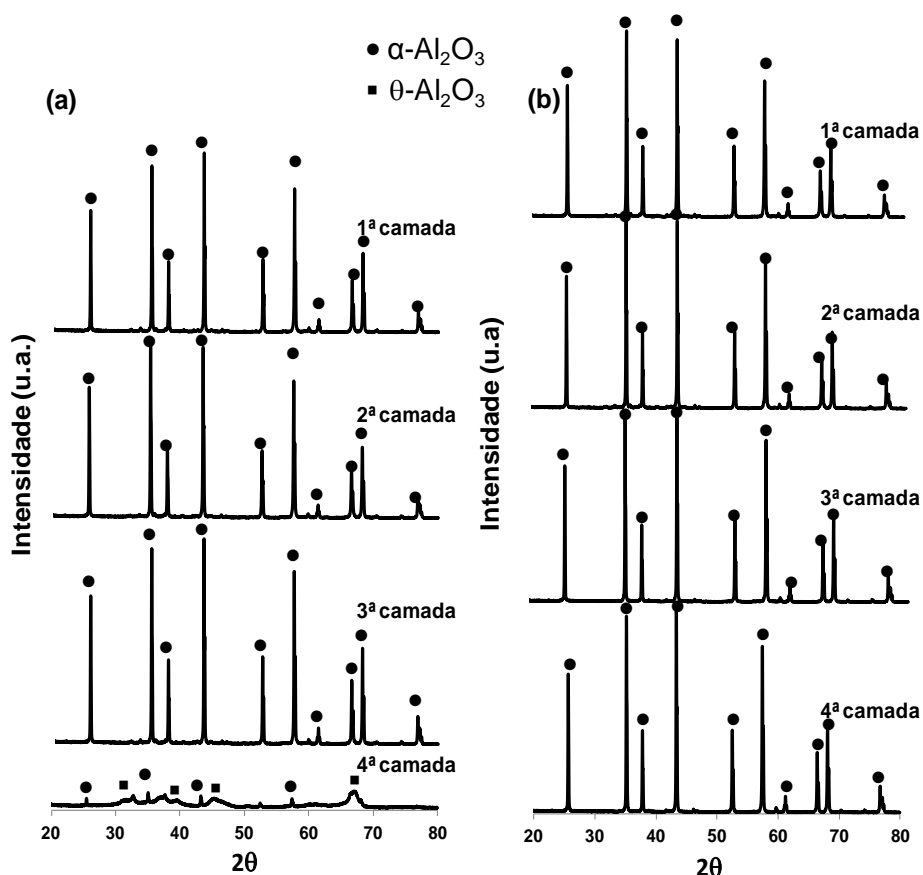 ● α-Al₂O₃
■ θ-Al₂O₃
(a)
1ª camada
2ª camada
3ª camada
4ª camada
Intensidade (u.a.)
20 30 40 50 60 70 80
2θ
(b)
1ª camada
2ª camada
3ª camada
4ª camada
Intensidade (u.a)
20 30 40 50 60 70 80
2θ